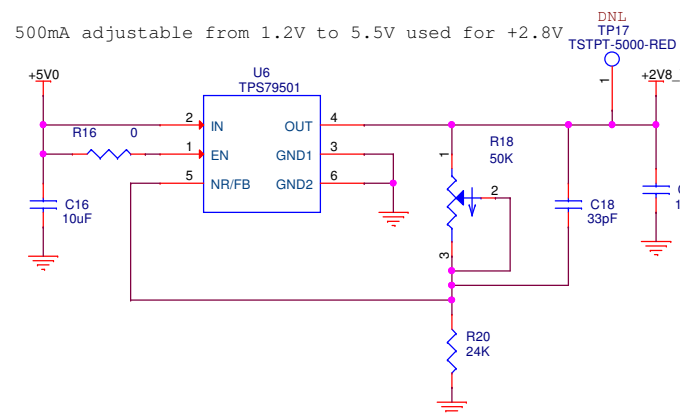 500mA adjustable from 1.2V to 5.5V used for +2.8V
DNL
TP17
TSTPT-5000-RED
1
+5V0
U6
TPS79501
+2V8_
R16 0
2 IN OUT 4
1 EN GND1 3
5 NR/FB GND2 6
R18
50K
1
2
3
C16
10uF
C18
33pF
R20
24K